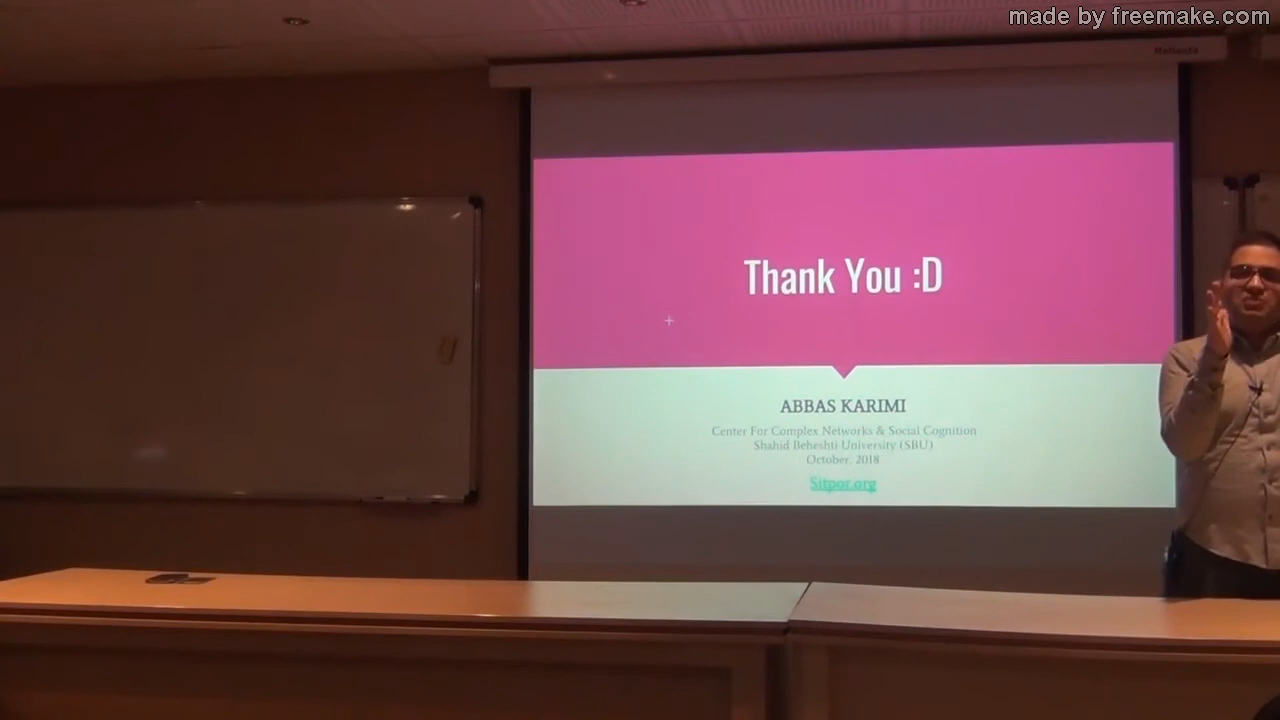 made by freemake.com
Thank You :D
ABBAS KARIMI
Center For Complex Networks & Social Cognition
Shahid Beheshti University (SBU)
October, 2018
Sitpor.org